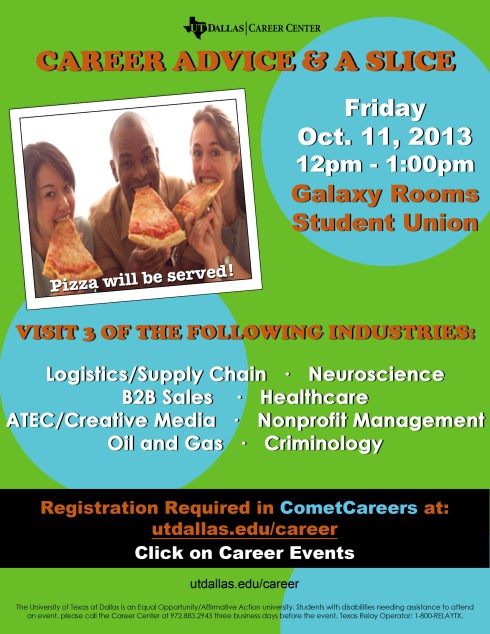 UT DALLAS | CAREER CENTER
CAREER ADVICE & A SLICE
Friday
Oct. 11, 2013
12pm - 1:00pm
Galaxy Rooms
Student Union
Pizza will be served!
VISIT 3 OF THE FOLLOWING INDUSTRIES:
Logistics/Supply Chain · Neuroscience
B2B Sales · Healthcare
ATEC/Creative Media · Nonprofit Management
Oil and Gas · Criminology
Registration Required in CometCareers at:
utdallas.edu/career
Click on Career Events
utdallas.edu/career
The University of Texas at Dallas is an Equal Opportunity/Affirmative Action university. Students with disabilities needing assistance to attend
an event, please call the Career Center at 972.883.2943 three business days before the event. Texas Relay Operator: 1-800-RELAYTX.